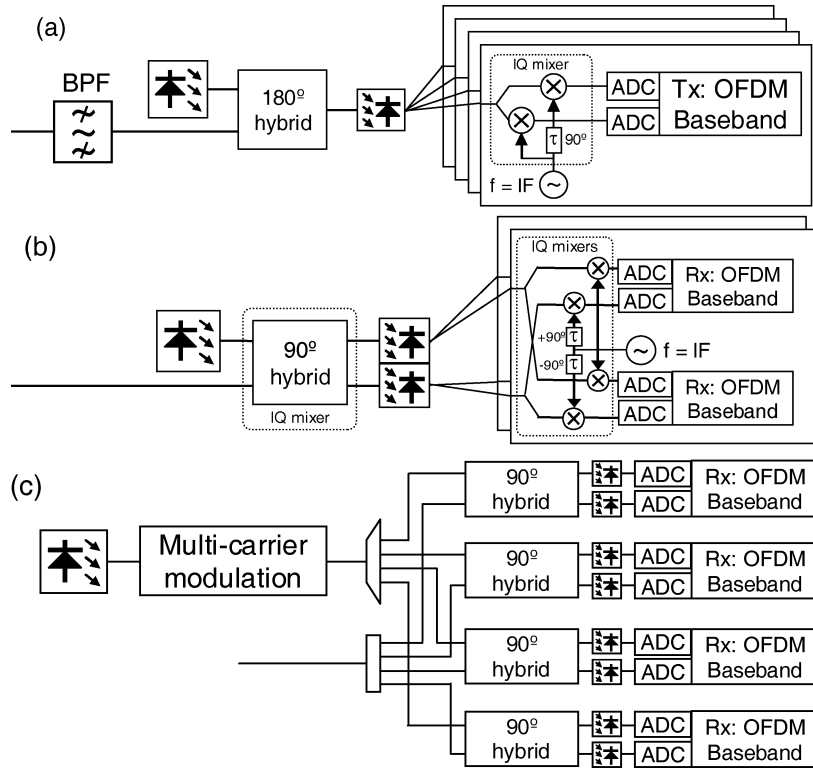 (a)
BPF
180º
hybrid
IQ mixer
τ 90º
f = IF
~
ADC
ADC
Tx: OFDM
Baseband
(b)
90º
hybrid
IQ mixer
IQ mixers
+90º τ
-90º τ
~ f = IF
ADC
ADC
Rx: OFDM
Baseband
ADC
ADC
Rx: OFDM
Baseband
(c)
Multi-carrier
modulation
90º
hybrid
ADC
ADC
Rx: OFDM
Baseband
90º
hybrid
ADC
ADC
Rx: OFDM
Baseband
90º
hybrid
ADC
ADC
Rx: OFDM
Baseband
90º
hybrid
ADC
ADC
Rx: OFDM
Baseband